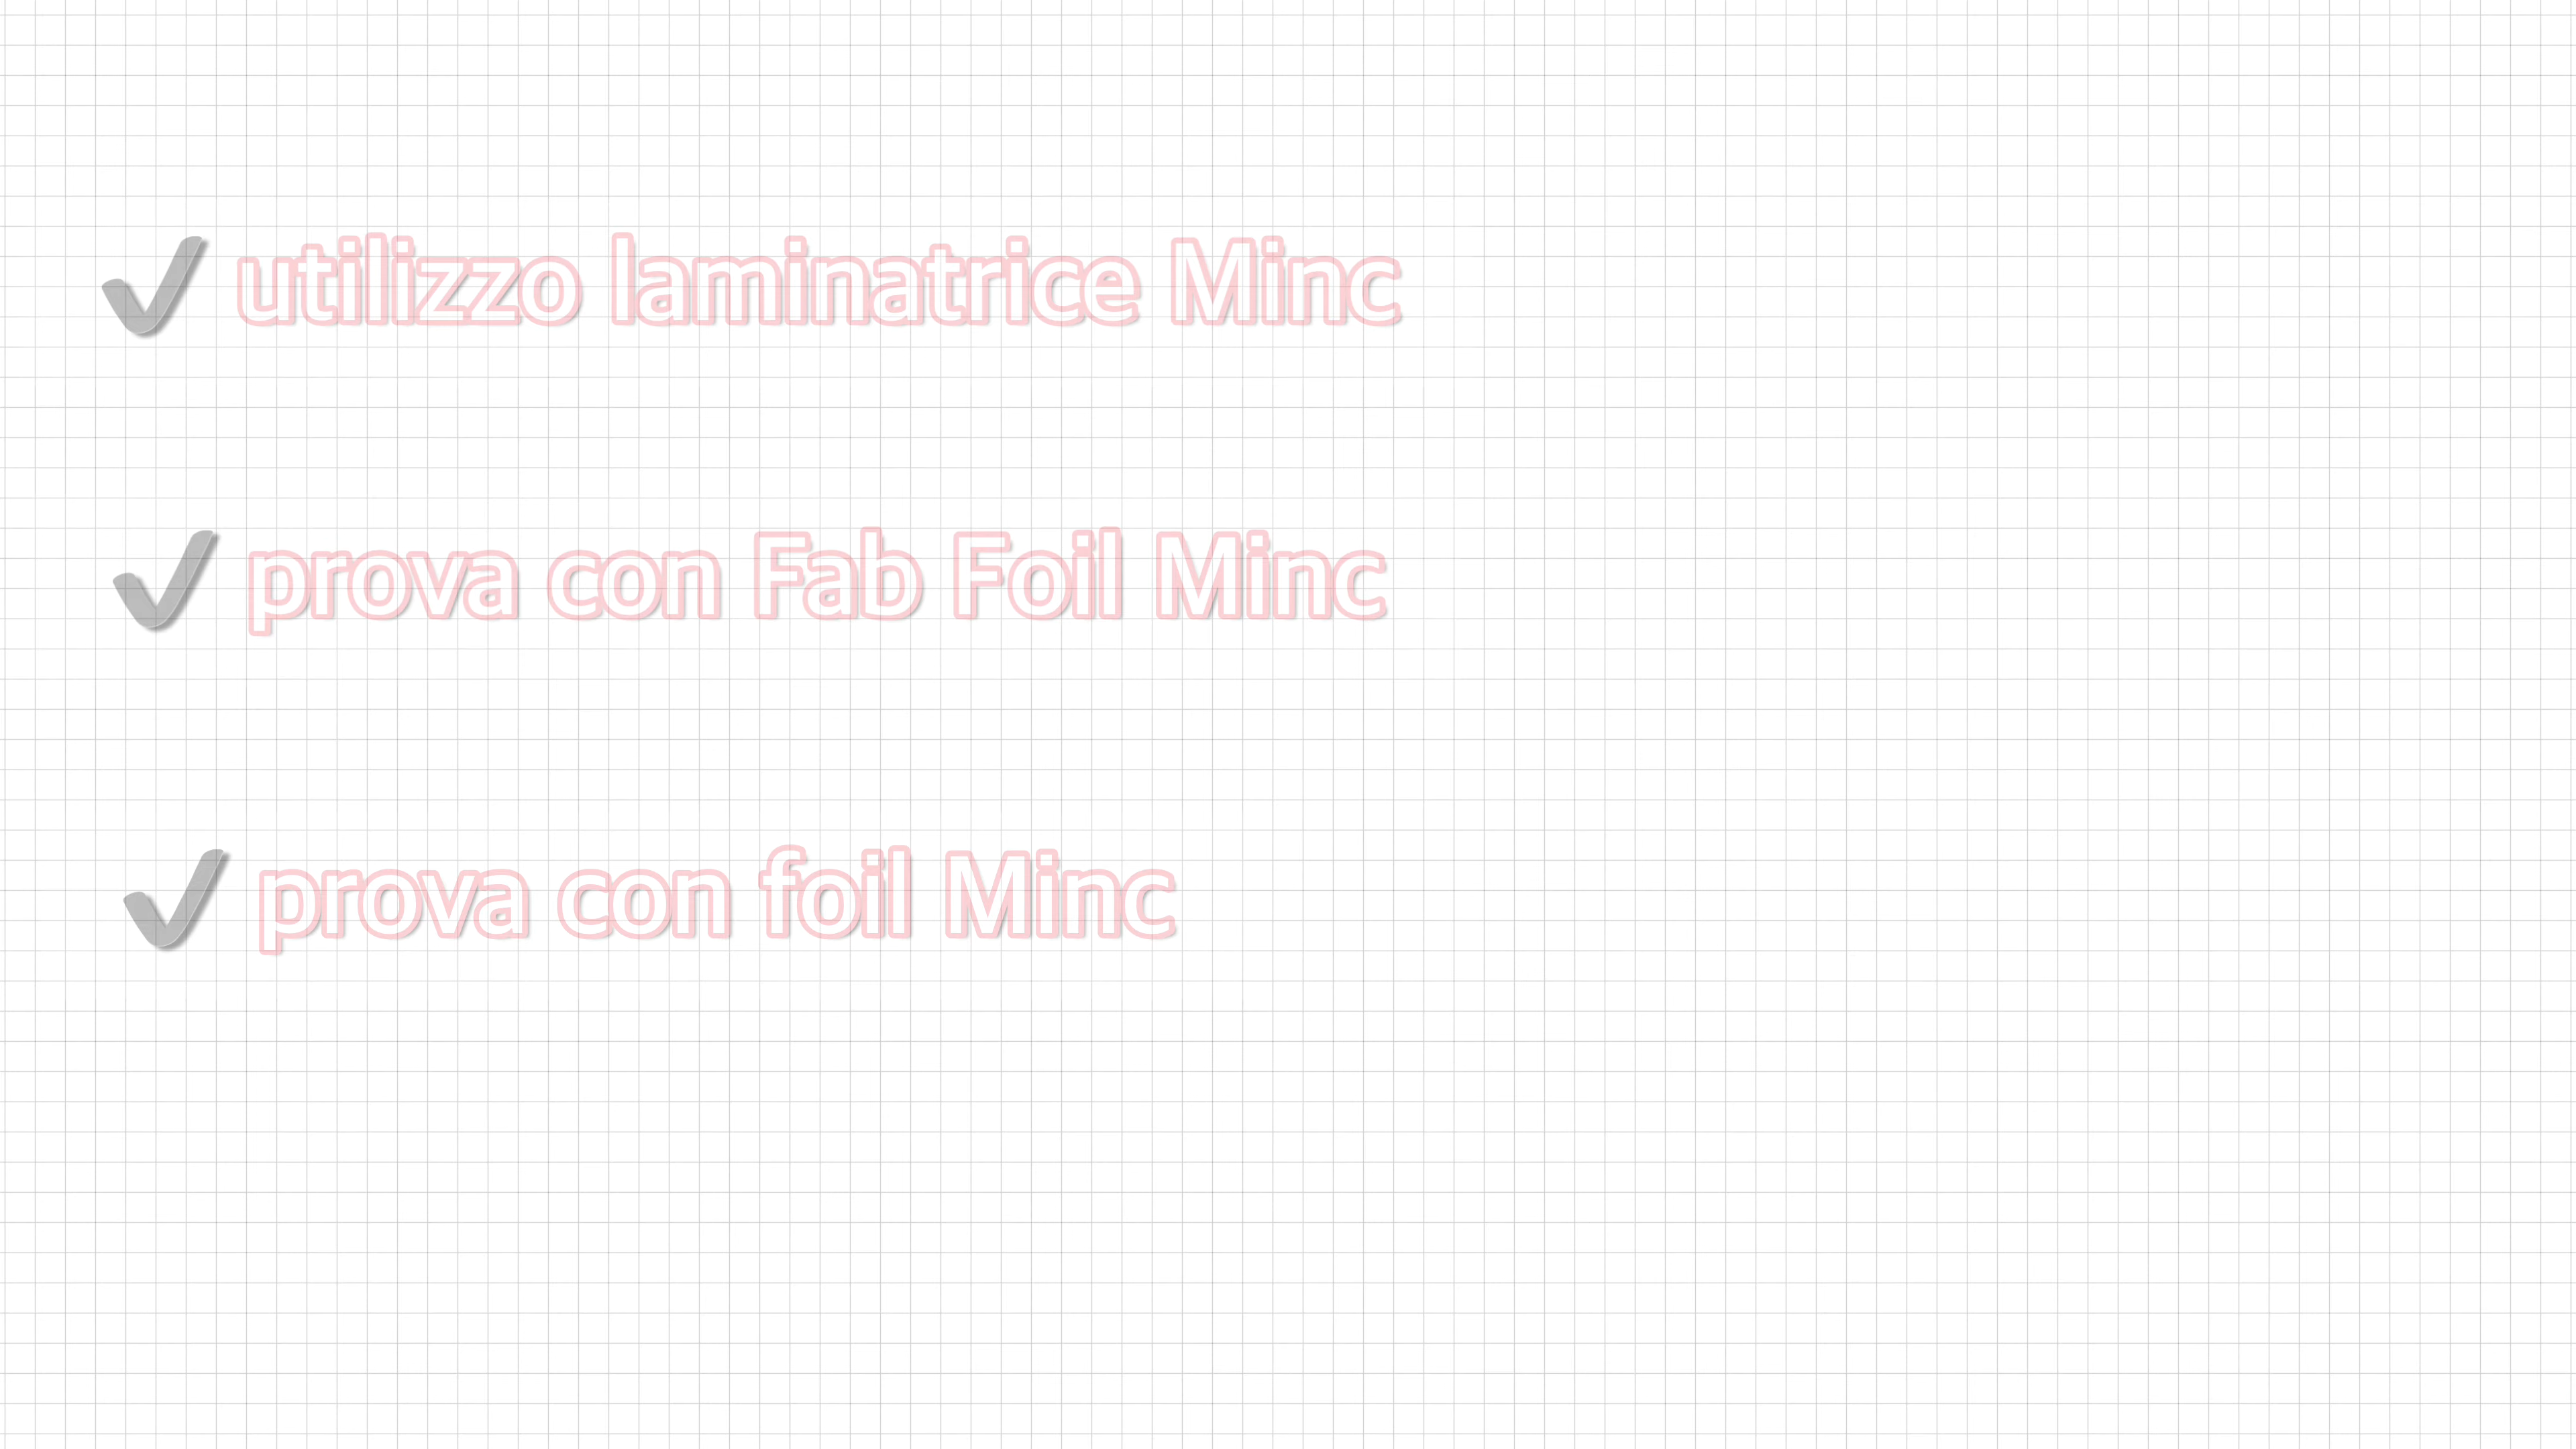 ✔ utilizzo laminatrice Minc
✔ prova con Fab Foil Minc
✔ prova con foil Minc